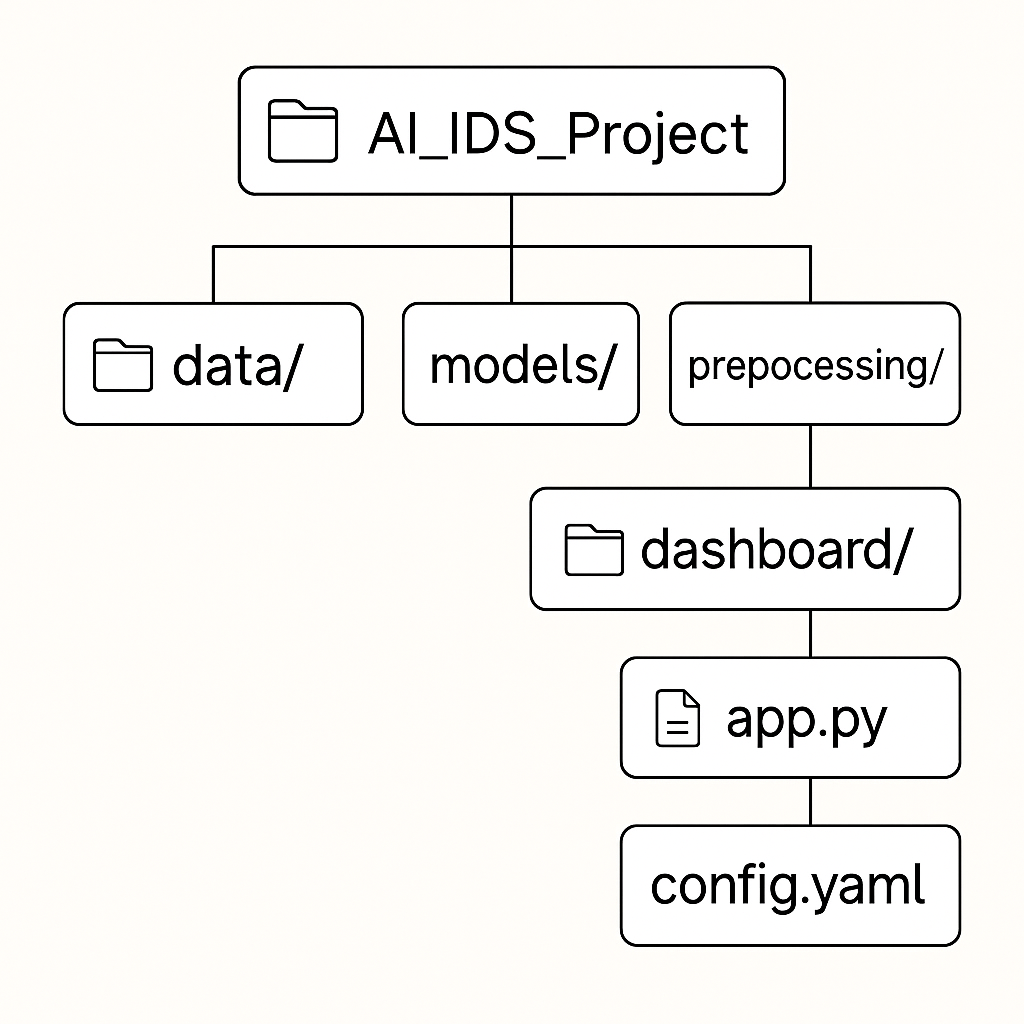 AI_IDS_Project
data/
models/
prepocessing/
dashboard/
app.py
config.yaml